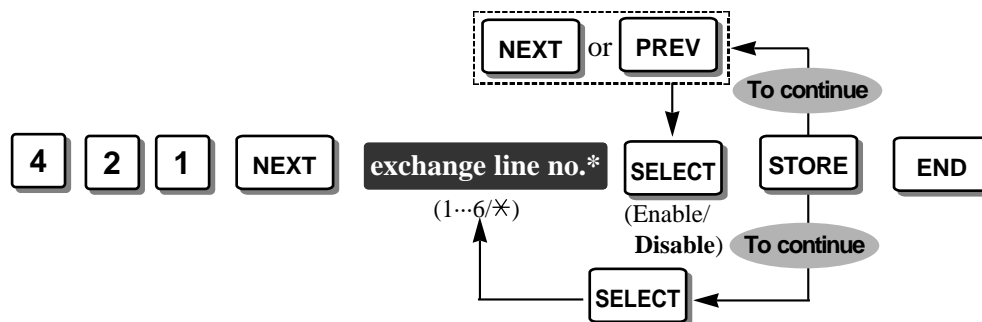 NEXT or PREV
To continue
4 2 1 NEXT exchange line no.* SELECT STORE END
(1···6/✳)
(Enable/
Disable)
To continue
SELECT